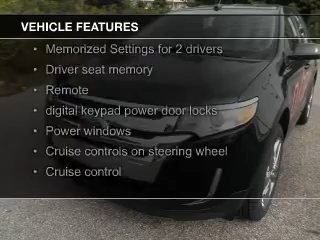 VEHICLE FEATURES
• Memorized Settings for 2 drivers
• Driver seat memory
• Remote
• digital keypad power door locks
• Power windows
• Cruise controls on steering wheel
• Cruise control